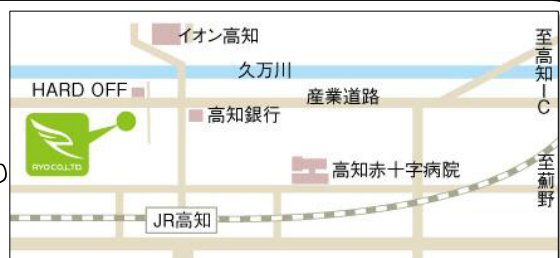 イオン高知
至高知IC
久万川
HARD OFF
産業道路
高知銀行
RYO CO.,LTD.
高知赤十字病院
至薊野
JR高知